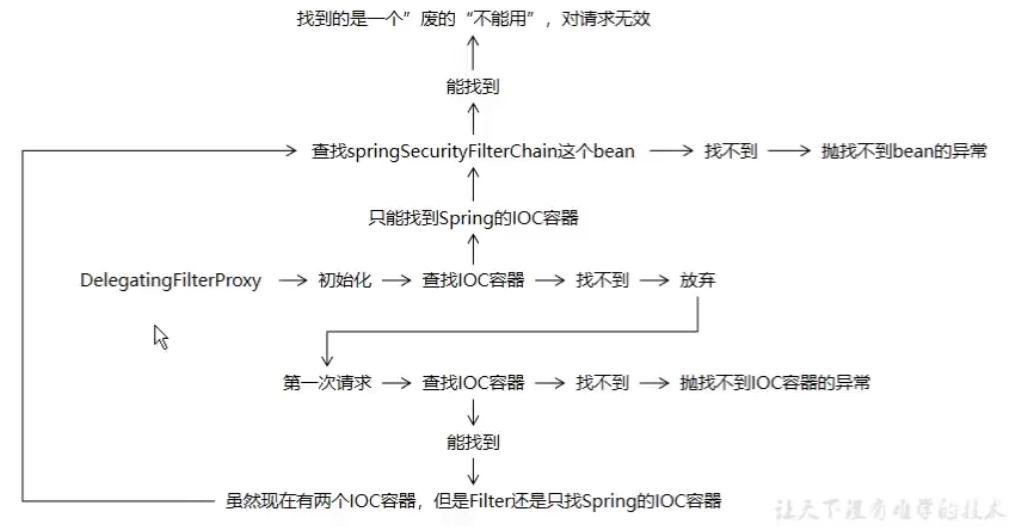 找到的是一个”废的“不能用”，对请求无效
能找到
查找springSecurityFilterChain这个bean 找不到 抛找不到bean的异常
只能找到Spring的IOC容器
DelegatingFilterProxy 初始化 查找IOC容器 找不到 放弃
第一次请求 查找IOC容器 找不到 抛找不到IOC容器的异常
能找到
虽然现在有两个IOC容器，但是Filter还是只找Spring的IOC容器
让天下没有难学的技术